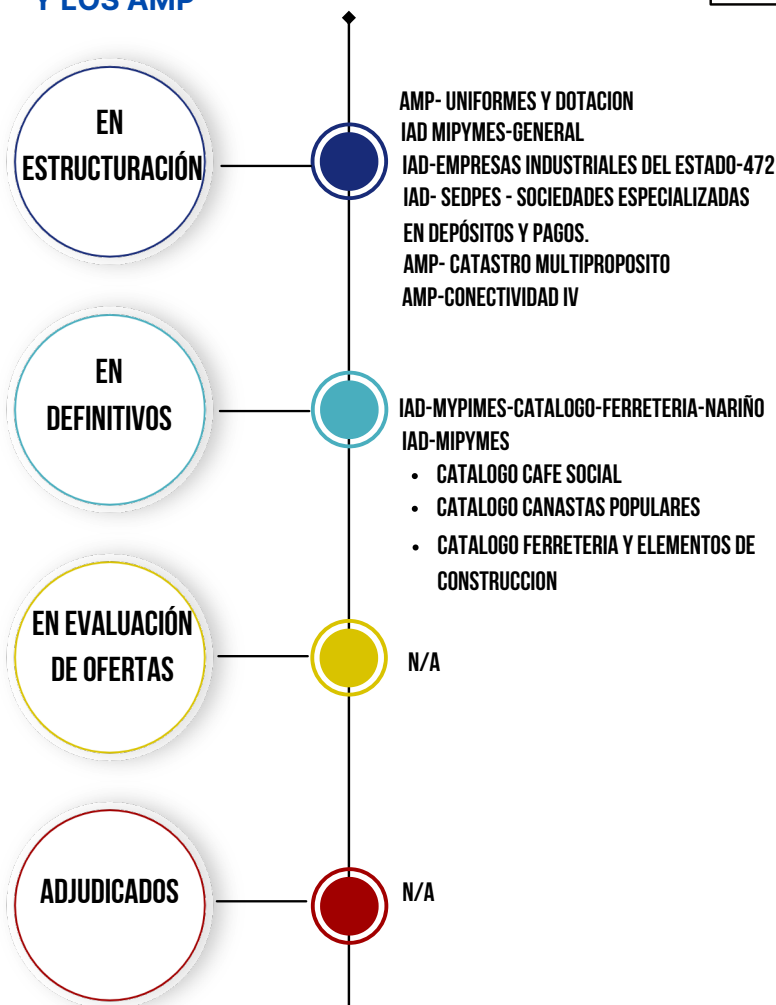 Y LOS AMP
EN
ESTRUCTURACIÓN
AMP- UNIFORMES Y DOTACION
IAD MIPYMES-GENERAL
IAD-EMPRESAS INDUSTRIALES DEL ESTADO-472
IAD- SEDPES - SOCIEDADES ESPECIALIZADAS
EN DEPÓSITOS Y PAGOS.
AMP- CATASTRO MULTIPROPOSITO
AMP-CONECTIVIDAD IV
EN
DEFINITIVOS
IAD-MYPIMES-CATALOGO-FERRETERIA-NARIÑO
IAD-MIPYMES
• CATALOGO CAFE SOCIAL
• CATALOGO CANASTAS POPULARES
• CATALOGO FERRETERIA Y ELEMENTOS DE
CONSTRUCCION
EN EVALUACIÓN
DE OFERTAS
N/A
ADJUDICADOS
N/A